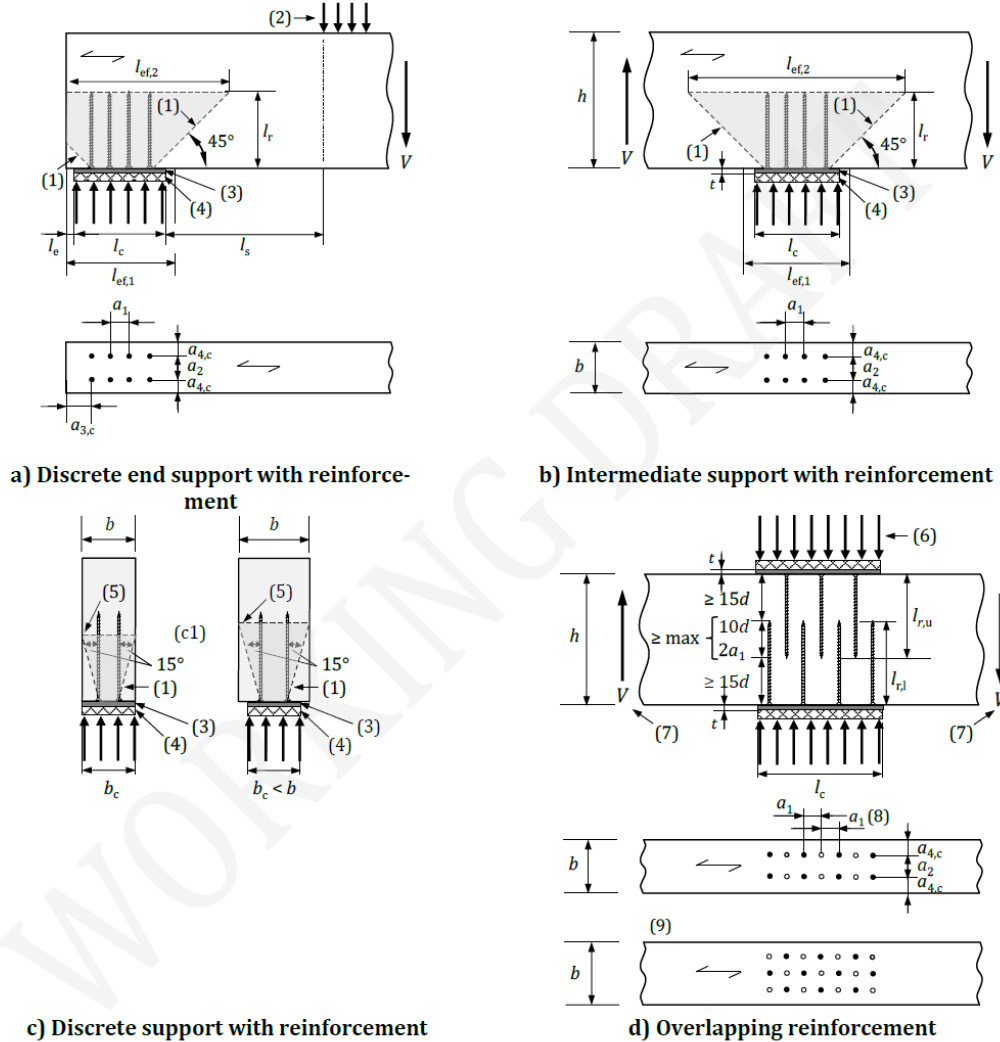 (2)
l_ef,2
(1)
l_r
45°
V
(1)
(3)
(4)
l_e
l_c
l_s
l_ef,1
a_1
a_4,c
a_2
a_4,c
a_3,c
a) Discrete end support with reinforce-
ment
(1)
l_ef,2
h
(1)
(1)
l_r
45°
V
V
t
(3)
(4)
l_c
l_ef,1
a_1
b
a_4,c
a_2
a_4,c
b) Intermediate support with reinforcement
b
b
(5)
(5)
(c1)
15°
15°
(1)
(1)
(3)
(3)
(4)
(4)
b_c
b_c < b
c) Discrete support with reinforcement
(6)
t
≥ 15d
h
≥ max { 10d
2a_1
l_r,u
≥ 15d
l_r,l
V
V
t
(7)
(7)
l_c
a_1
a_1 (8)
b
a_4,c
a_2
a_4,c
(9)
b
d) Overlapping reinforcement
WORKING DRAFT